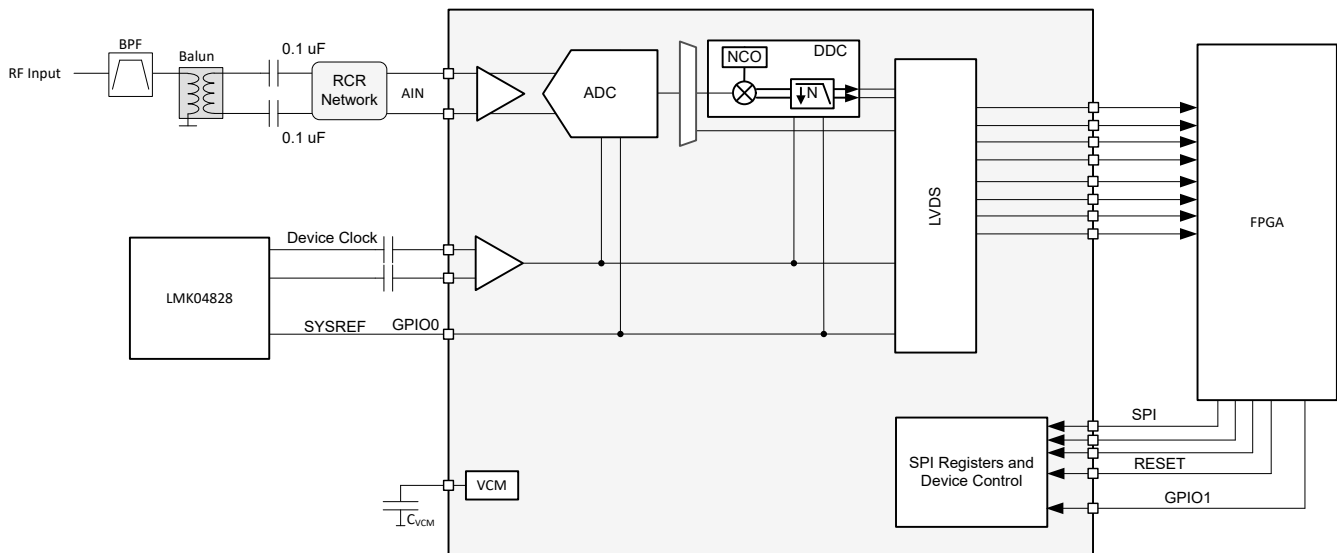 BPF
RF Input
Balun
0.1 uF
0.1 uF
RCR
Network
AIN
ADC
NCO
DDC
N
LVDS
FPGA
LMK04828
Device Clock
SYSREF
GPIO0
VCM
CVCM
SPI Registers and
Device Control
SPI
RESET
GPIO1